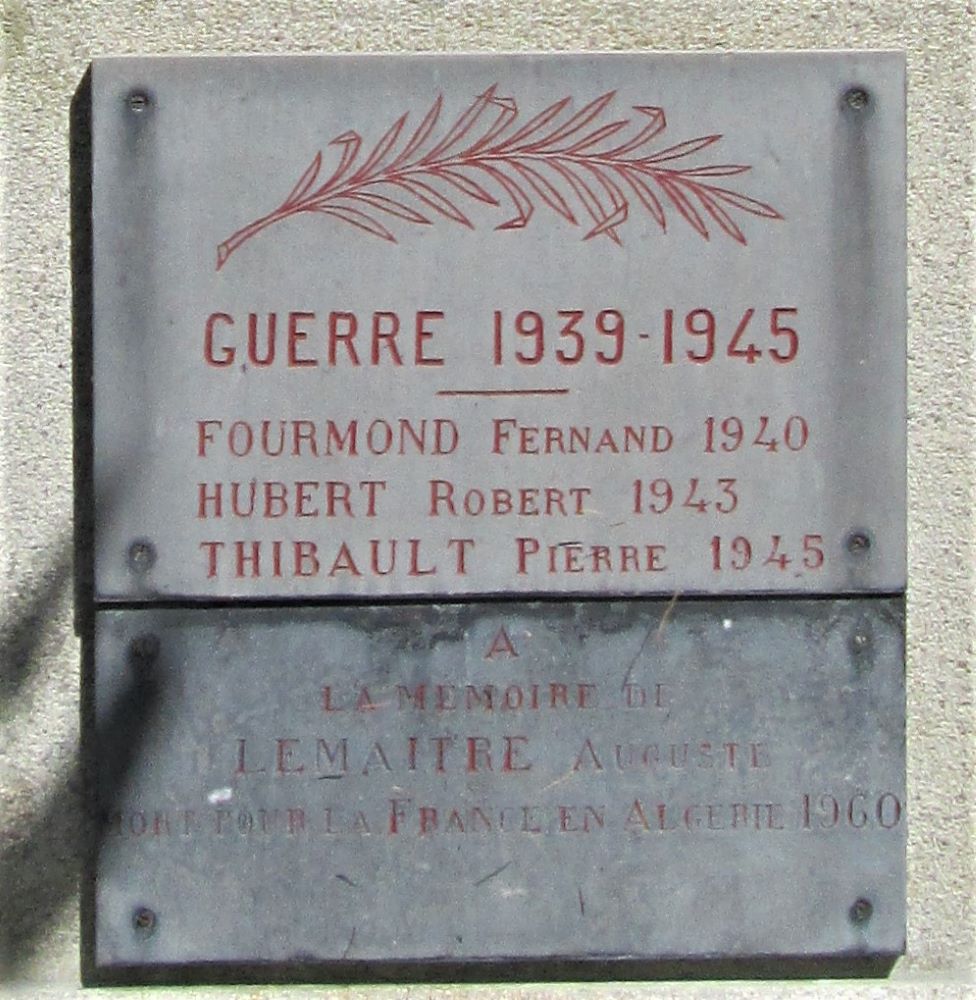 GUERRE 1939-1945
FOURMOND FERNAND 1940
HUBERT ROBERT 1943
THIBAULT PIERRE 1945
A
LA MEMOIRE DE
LEMAITRE AUGUSTE
MORT POUR LA FRANCE EN ALGERIE 1960